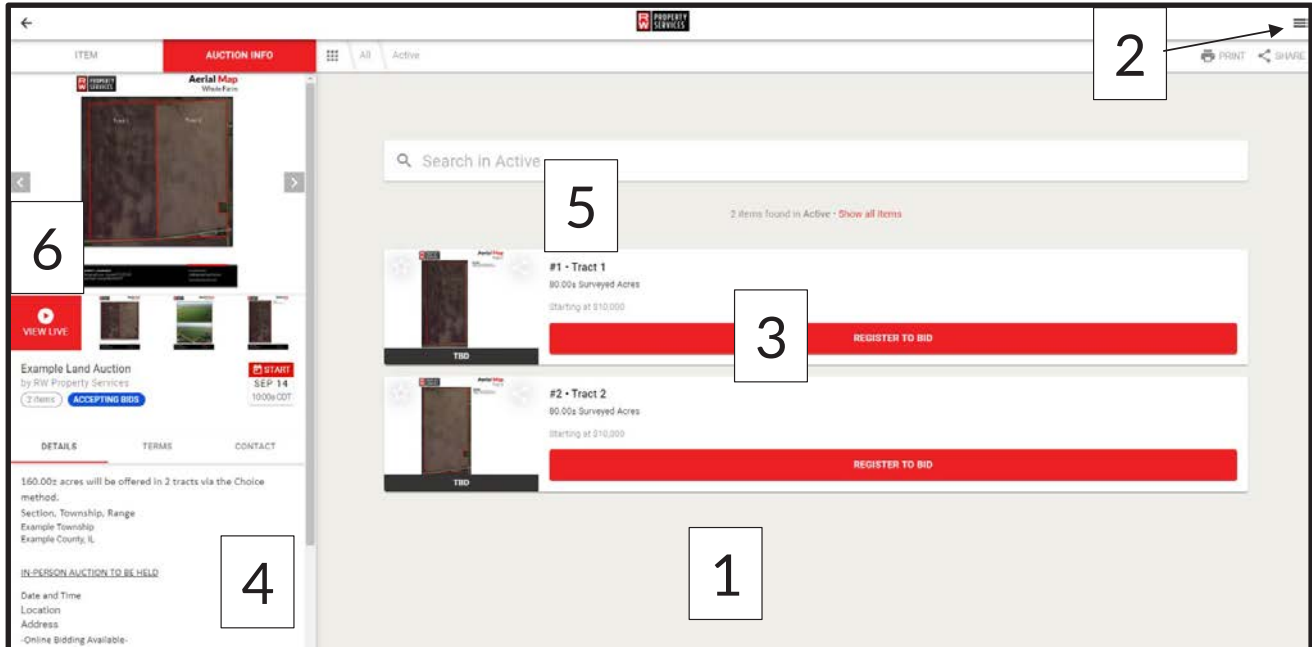 RW PROPERTY SERVICES
2
ITEM
AUCTION INFO
All
Active
PRINT
SHARE
RW PROPERTY SERVICES
Aerial Map
Whole Farm
Tract 1
Search in Active
5
2 items found in Active • Show all items
6
#1 • Tract 1
80.00± Surveyed Acres
Starting at $10,000
3
REGISTER TO BID
TBD
VIEW LIVE
Example Land Auction
by RW Property Services
2 items
ACCEPTING BIDS
START
SEP 14
10:00a CDT
#2 • Tract 2
80.00± Surveyed Acres
Starting at $10,000
REGISTER TO BID
TBD
DETAILS
TERMS
CONTACT
160.00± acres will be offered in 2 tracts via the Choice
method.
Section, Township, Range
Example Township
Example County, IL
IN-PERSON AUCTION TO BE HELD
Date and Time
Location
Address
-Online Bidding Available-
4
1